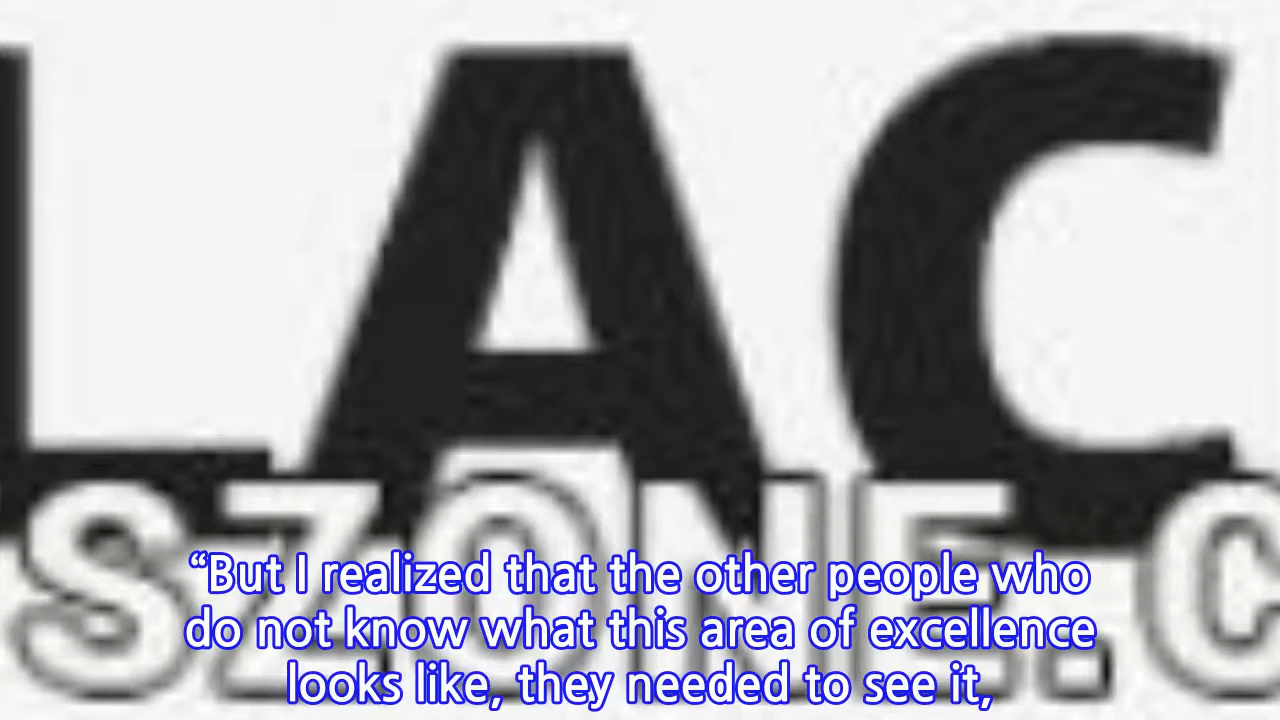 LAC
SZONE.C
“But I realized that the other people who
do not know what this area of excellence
looks like, they needed to see it,